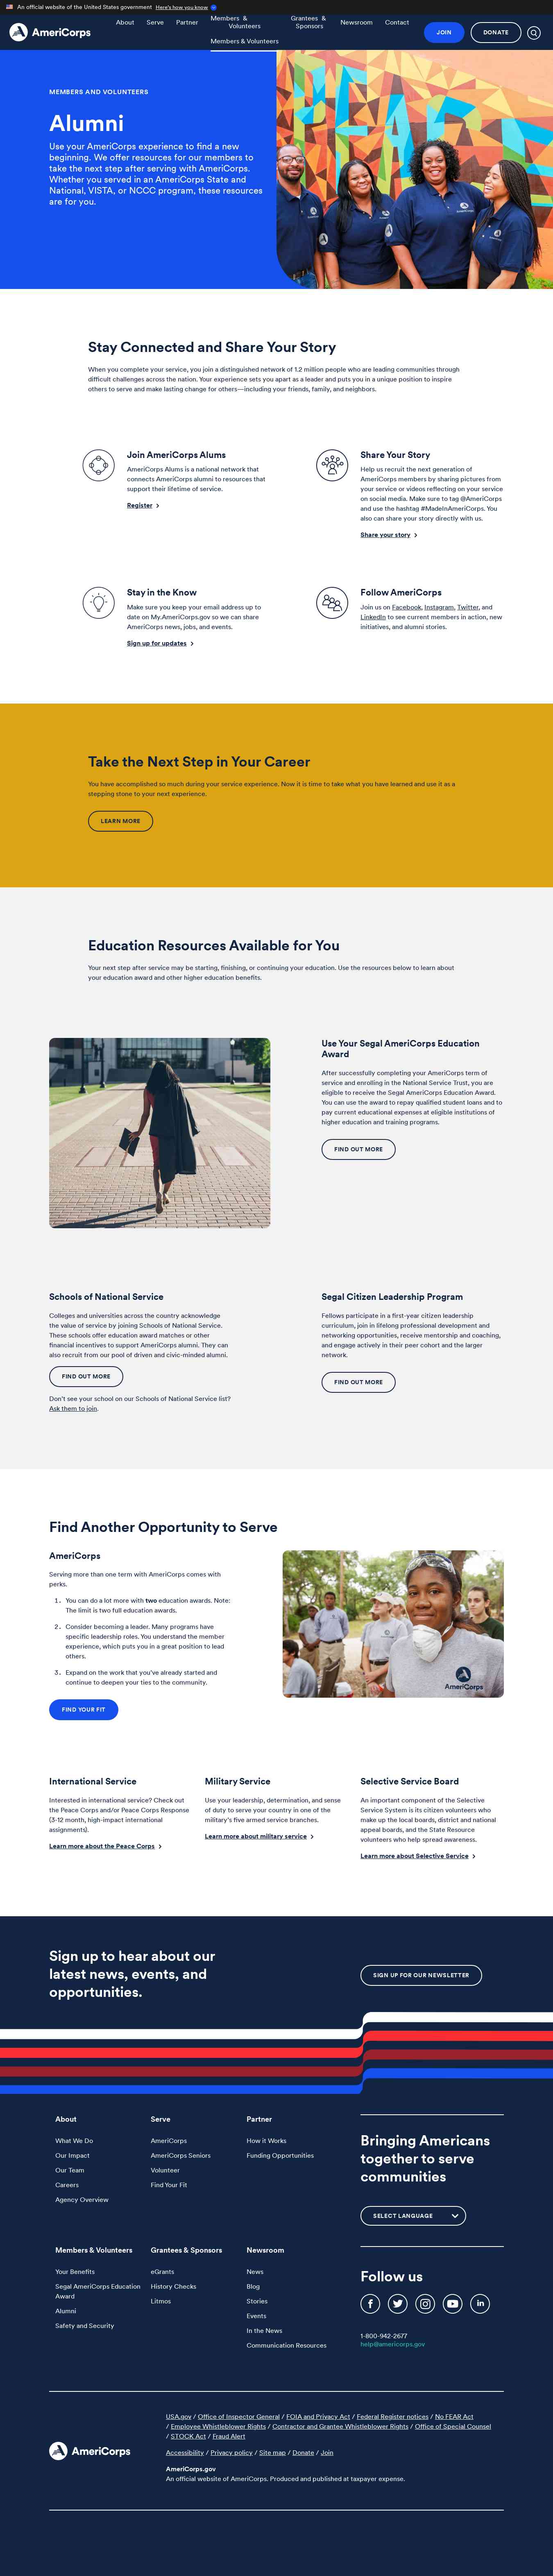 An official website of the United States government Here's how you know
AmeriCorps
About
Serve
Partner
Members & Volunteers
Members & Volunteers
Grantees & Sponsors
Newsroom
Contact
JOIN
DONATE
MEMBERS AND VOLUNTEERS
Alumni
Use your AmeriCorps experience to find a new
beginning. We offer resources for our members to
take the next step after serving with AmeriCorps.
Whether you served in an AmeriCorps State and
National, VISTA, or NCCC program, these resources
are for you.
Stay Connected and Share Your Story
When you complete your service, you join a distinguished network of 1.2 million people who are leading communities through
difficult challenges across the nation. Your experience sets you apart as a leader and puts you in a unique position to inspire
others to serve and make lasting change for others—including your friends, family, and neighbors.
Join AmeriCorps Alums
AmeriCorps Alums is a national network that
connects AmeriCorps alumni to resources that
support their lifetime of service.
Register
Share Your Story
Help us recruit the next generation of
AmeriCorps members by sharing pictures from
your service or videos reflecting on your service
on social media. Make sure to tag @AmeriCorps
and use the hashtag #MadeInAmeriCorps. You
also can share your story directly with us.
Share your story
Stay in the Know
Make sure you keep your email address up to
date on My.AmeriCorps.gov so we can share
AmeriCorps news, jobs, and events.
Sign up for updates
Follow AmeriCorps
Join us on Facebook, Instagram, Twitter, and
LinkedIn to see current members in action, new
initiatives, and alumni stories.
Take the Next Step in Your Career
You have accomplished so much during your service experience. Now it is time to take what you have learned and use it as a
stepping stone to your next experience.
LEARN MORE
Education Resources Available for You
Your next step after service may be starting, finishing, or continuing your education. Use the resources below to learn about
your education award and other higher education benefits.
Use Your Segal AmeriCorps Education
Award
After successfully completing your AmeriCorps term of
service and enrolling in the National Service Trust, you are
eligible to receive the Segal AmeriCorps Education Award.
You can use the award to repay qualified student loans and to
pay current educational expenses at eligible institutions of
higher education and training programs.
FIND OUT MORE
Schools of National Service
Colleges and universities across the country acknowledge
the value of service by joining Schools of National Service.
These schools offer education award matches or other
financial incentives to support AmeriCorps alumni. They can
also recruit from our pool of driven and civic-minded alumni.
FIND OUT MORE
Don't see your school on our Schools of National Service list?
Ask them to join.
Segal Citizen Leadership Program
Fellows participate in a first-year citizen leadership
curriculum, join in lifelong professional development and
networking opportunities, receive mentorship and coaching,
and engage actively in their peer cohort and the larger
network.
FIND OUT MORE
Find Another Opportunity to Serve
AmeriCorps
Serving more than one term with AmeriCorps comes with
perks.
1. You can do a lot more with two education awards. Note:
The limit is two full education awards.
2. Consider becoming a leader. Many programs have
specific leadership roles. You understand the member
experience, which puts you in a great position to lead
others.
3. Expand on the work that you've already started and
continue to deepen your ties to the community.
FIND YOUR FIT
AmeriCorps
International Service
Interested in international service? Check out
the Peace Corps and/or Peace Corps Response
(3-12 month, high-impact international
assignments).
Learn more about the Peace Corps
Military Service
Use your leadership, determination, and sense
of duty to serve your country in one of the
military's five armed service branches.
Learn more about military service
Selective Service Board
An important component of the Selective
Service System is its citizen volunteers who
make up the local boards, district and national
appeal boards, and the State Resource
volunteers who help spread awareness.
Learn more about Selective Service
Sign up to hear about our
latest news, events, and
opportunities.
SIGN UP FOR OUR NEWSLETTER
About
What We Do
Our Impact
Our Team
Careers
Agency Overview
Serve
AmeriCorps
AmeriCorps Seniors
Volunteer
Find Your Fit
Partner
How it Works
Funding Opportunities
Bringing Americans
together to serve
communities
SELECT LANGUAGE
Members & Volunteers
Your Benefits
Segal AmeriCorps Education
Award
Alumni
Safety and Security
Grantees & Sponsors
eGrants
History Checks
Litmos
Newsroom
News
Blog
Stories
Events
In the News
Communication Resources
Follow us
1-800-942-2677
help@americorps.gov
AmeriCorps
USA.gov / Office of Inspector General / FOIA and Privacy Act / Federal Register notices / No FEAR Act
/ Employee Whistleblower Rights / Contractor and Grantee Whistleblower Rights / Office of Special Counsel
/ STOCK Act / Fraud Alert
Accessibility / Privacy policy / Site map / Donate / Join
AmeriCorps.gov
An official website of AmeriCorps. Produced and published at taxpayer expense.